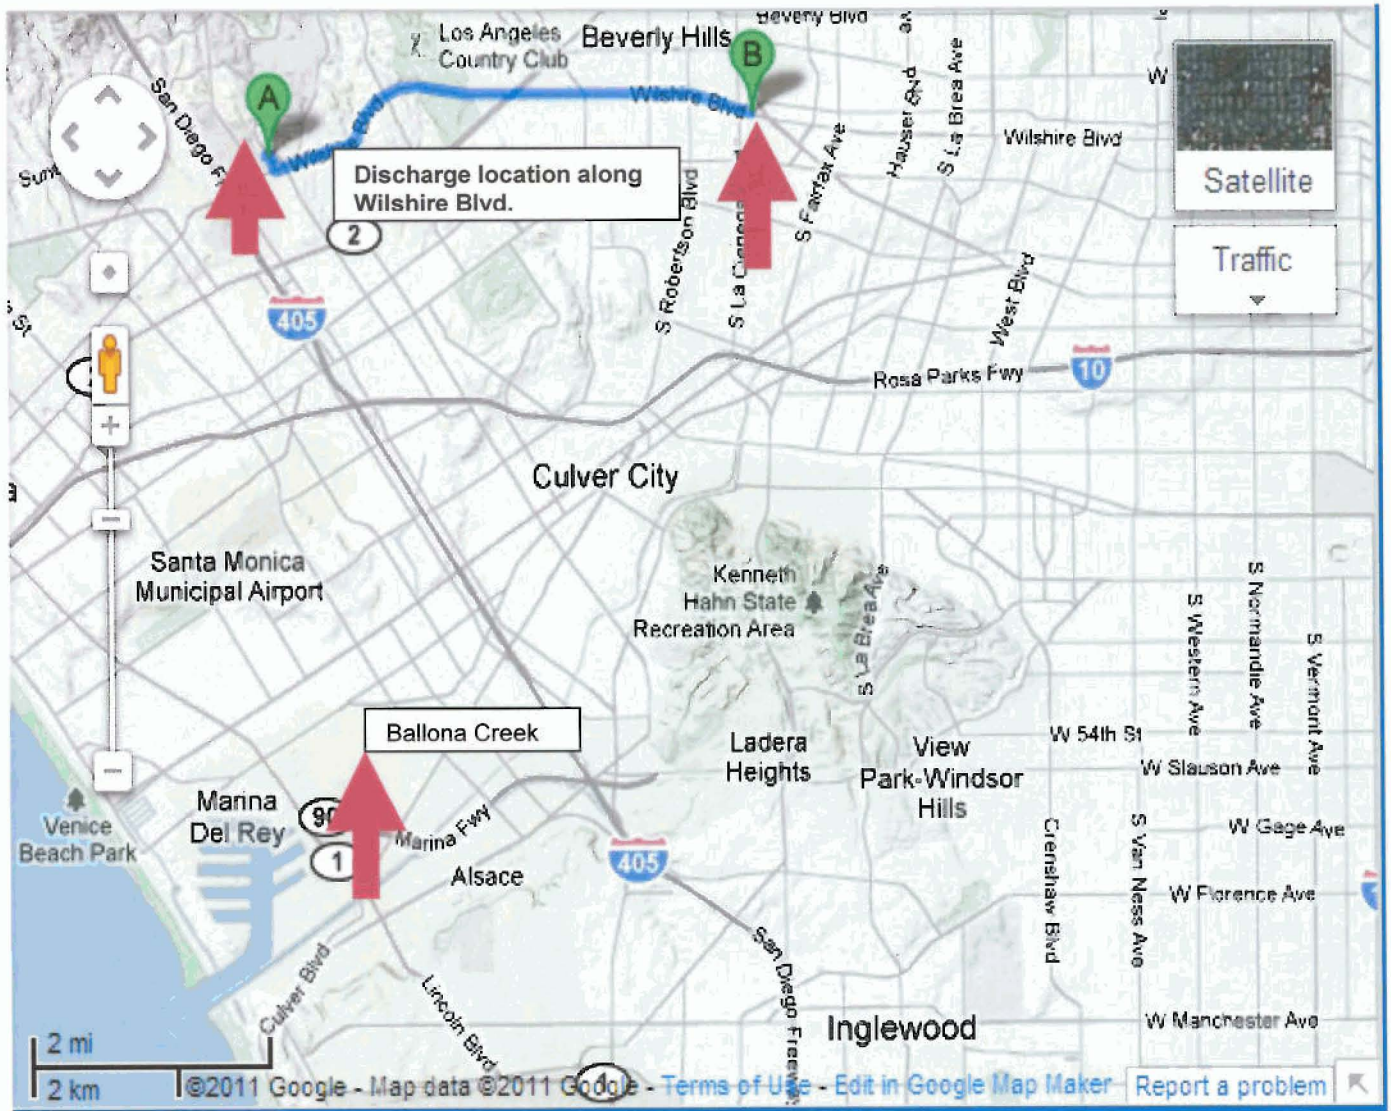 Beverly Blvd
Los Angeles
Country Club
Beverly Hills
A
B
San Diego
Wilshire Blvd
Wilshire Blvd
Hauser Blvd
S La Brea Ave
Wilshire Blvd
W
Satellite
Traffic
Discharge location along
Wilshire Blvd.
2
S Robertson Blvd
S Fairfax Ave
West Blvd
405
Rosa Parks Fwy
10
Culver City
Santa Monica
Municipal Airport
Kenneth
Hahn State
Recreation Area
S La Brea Ave
S Western Ave
S Normandie Ave
S Vermont Ave
Ballona Creek
Ladera
Heights
View
Park-Windsor
Hills
W 54th St
W Slauson Ave
Marina
Del Rey
Venice
Beach Park
1
Marina Fwy
Alsace
405
W Gage Ave
Crenshaw Blvd
S Van Ness Ave
W Florence Ave
Culver Blvd
Lincoln Blvd
San Diego Freeway
Inglewood
W Manchester Ave
2 mi
2 km
©2011 Google - Map data ©2011 Google - Terms of Use - Edit in Google Map Maker
1
Report a problem